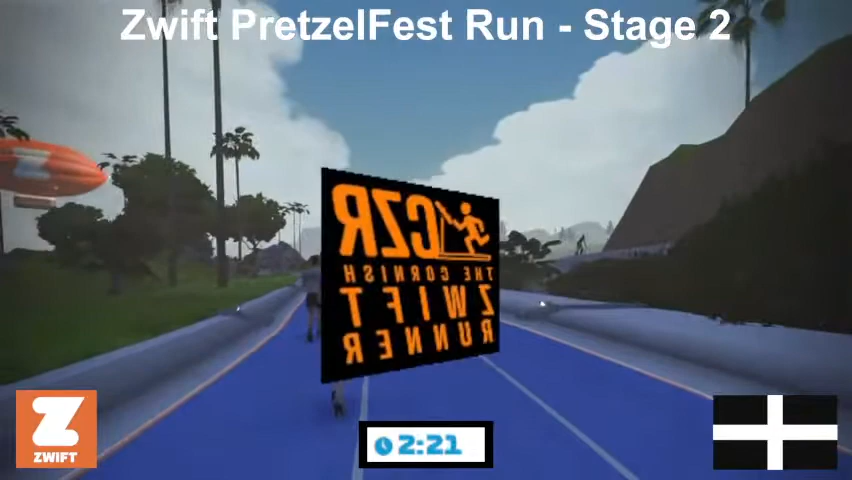 Zwift PretzelFest Run - Stage 2
CZR
THE CORNISH
ZWIFT
RUNNER
ZWIFT
2:21